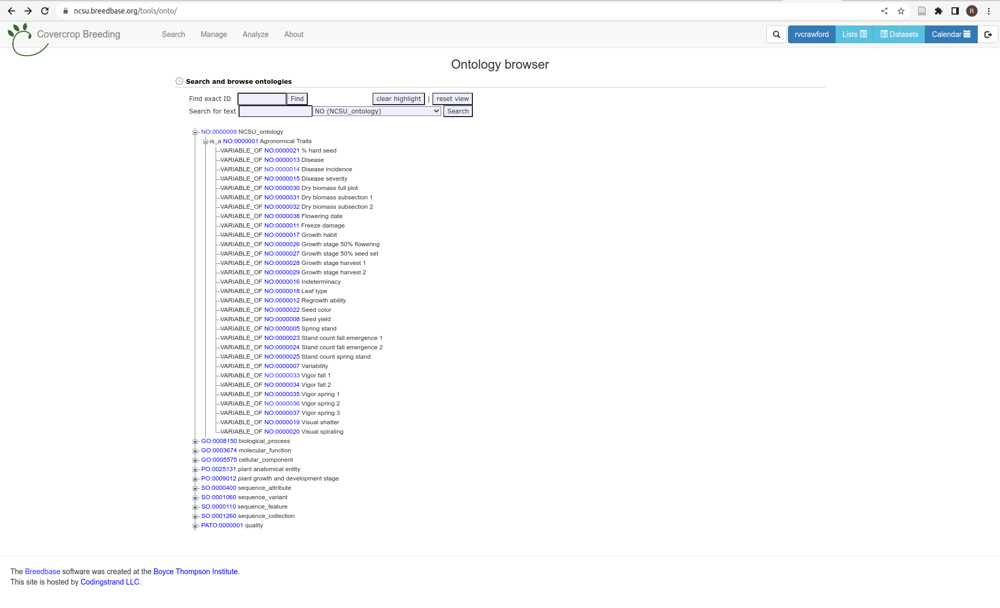 ncsu.breedbase.org/tools/onto/
R
Covercrop Breeding Search Manage Analyze About rvcrawford Lists Datasets Calendar
Ontology browser
Search and browse ontologies
Find exact ID Find clear highlight | reset view
Search for text NO (NCSU_ontology) Search
NO:0000009 NCSU_ontology
is_a NO:0000001 Agronomical Traits
VARIABLE_OF NO:0000021 % hard seed
VARIABLE_OF NO:0000013 Disease
VARIABLE_OF NO:0000014 Disease incidence
VARIABLE_OF NO:0000015 Disease severity
VARIABLE_OF NO:0000030 Dry biomass full plot
VARIABLE_OF NO:0000031 Dry biomass subsection 1
VARIABLE_OF NO:0000032 Dry biomass subsection 2
VARIABLE_OF NO:0000038 Flowering date
VARIABLE_OF NO:0000011 Freeze damage
VARIABLE_OF NO:0000017 Growth habit
VARIABLE_OF NO:0000026 Growth stage 50% flowering
VARIABLE_OF NO:0000027 Growth stage 50% seed set
VARIABLE_OF NO:0000028 Growth stage harvest 1
VARIABLE_OF NO:0000029 Growth stage harvest 2
VARIABLE_OF NO:0000016 Indeterminacy
VARIABLE_OF NO:0000018 Leaf type
VARIABLE_OF NO:0000012 Regrowth ability
VARIABLE_OF NO:0000022 Seed color
VARIABLE_OF NO:0000008 Seed yield
VARIABLE_OF NO:0000005 Spring stand
VARIABLE_OF NO:0000023 Stand count fall emergence 1
VARIABLE_OF NO:0000024 Stand count fall emergence 2
VARIABLE_OF NO:0000025 Stand count spring stand
VARIABLE_OF NO:0000007 Variability
VARIABLE_OF NO:0000033 Vigor fall 1
VARIABLE_OF NO:0000034 Vigor fall 2
VARIABLE_OF NO:0000035 Vigor spring 1
VARIABLE_OF NO:0000036 Vigor spring 2
VARIABLE_OF NO:0000037 Vigor spring 3
VARIABLE_OF NO:0000019 Visual shatter
VARIABLE_OF NO:0000020 Visual spiraling
GO:0008150 biological_process
GO:0003674 molecular_function
GO:0005575 cellular_component
PO:0025131 plant anatomical entity
PO:0009012 plant growth and development stage
SO:0000400 sequence_attribute
SO:0001060 sequence_variant
SO:0000110 sequence_feature
SO:0001260 sequence_collection
PATO:0000001 quality
The Breedbase software was created at the Boyce Thompson Institute.
This site is hosted by Codingstrand LLC.